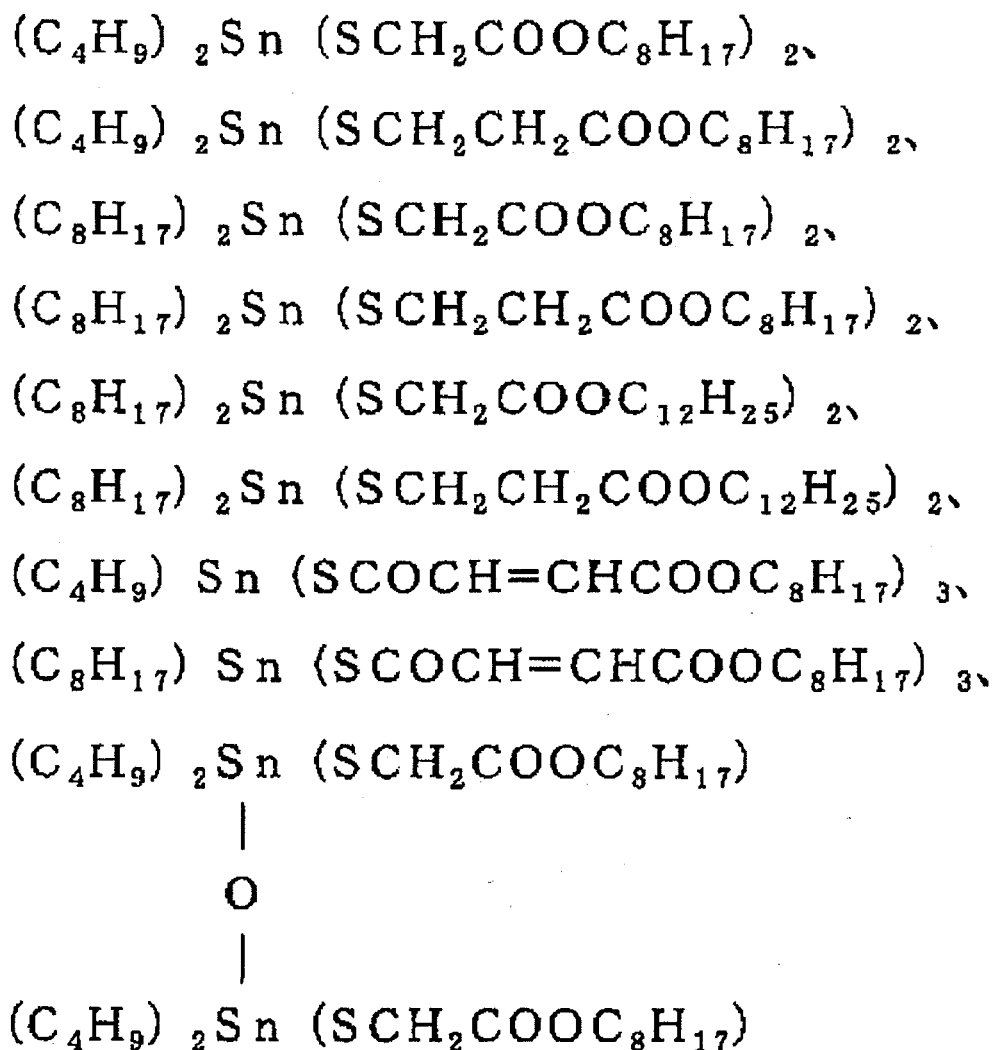 (C₄H₉) ₂Sn (SCH₂COOC₈H₁₇) ₂、
(C₄H₉) ₂Sn (SCH₂CH₂COOC₈H₁₇) ₂、
(C₈H₁₇) ₂Sn (SCH₂COOC₈H₁₇) ₂、
(C₈H₁₇) ₂Sn (SCH₂CH₂COOC₈H₁₇) ₂、
(C₈H₁₇) ₂Sn (SCH₂COOC₁₂H₂₅) ₂、
(C₈H₁₇) ₂Sn (SCH₂CH₂COOC₁₂H₂₅) ₂、
(C₄H₉) Sn (SCOCH=CHCOOC₈H₁₇) ₃、
(C₈H₁₇) Sn (SCOCH=CHCOOC₈H₁₇) ₃、
(C₄H₉) ₂Sn (SCH₂COOC₈H₁₇)
|
O
|
(C₄H₉) ₂Sn (SCH₂COOC₈H₁₇)